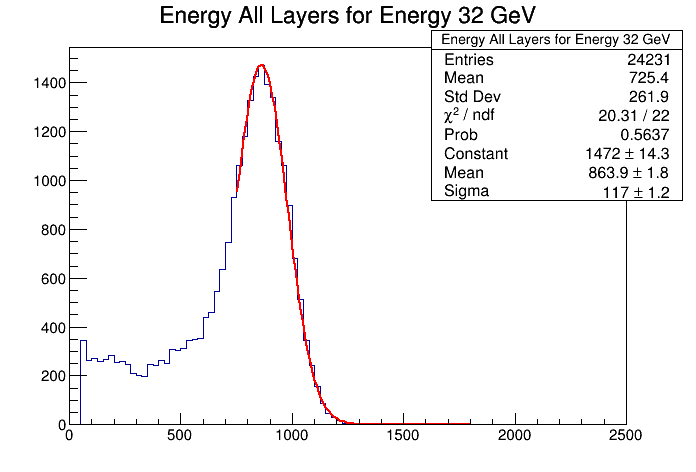 Energy All Layers for Energy 32 GeV
Energy All Layers for Energy 32 GeV
Entries 24231
Mean 725.4
Std Dev 261.9
χ² / ndf 20.31 / 22
Prob 0.5637
Constant 1472 ± 14.3
Mean 863.9 ± 1.8
Sigma 117 ± 1.2
1400
1200
1000
800
600
400
200
0
0 500 1000 1500 2000 2500